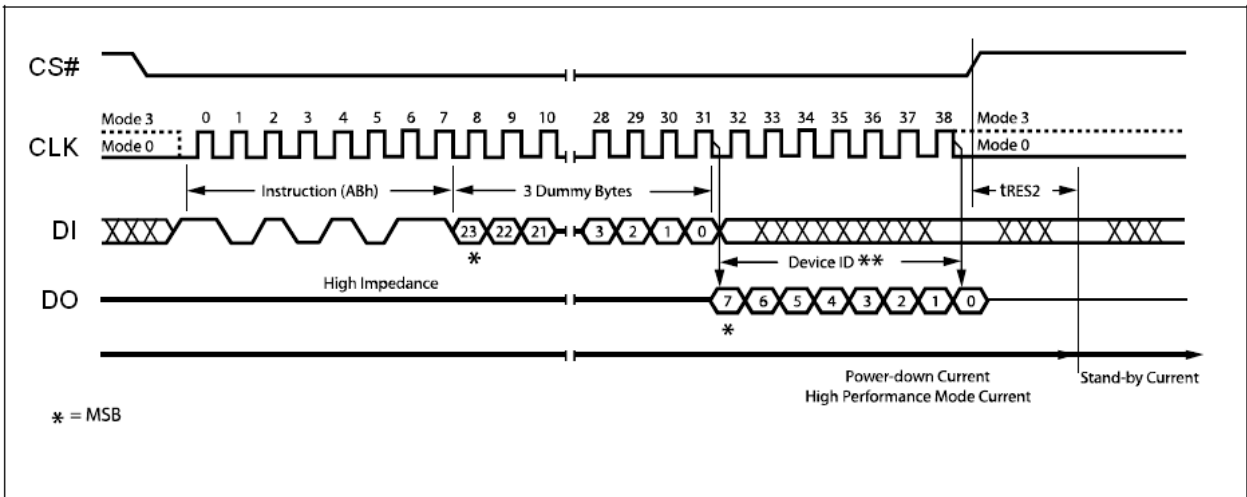 CS#
Mode 3 0 1 2 3 4 5 6 7 8 9 10 28 29 30 31 32 33 34 35 36 37 38 Mode 3
CLK Mode 0 Mode 0
Instruction (ABh) 3 Dummy Bytes tRES2
DI 23 22 21 3 2 1 0
* Device ID **
High Impedance
DO 7 6 5 4 3 2 1 0
*
Power-down Current Stand-by Current
High Performance Mode Current
* = MSB